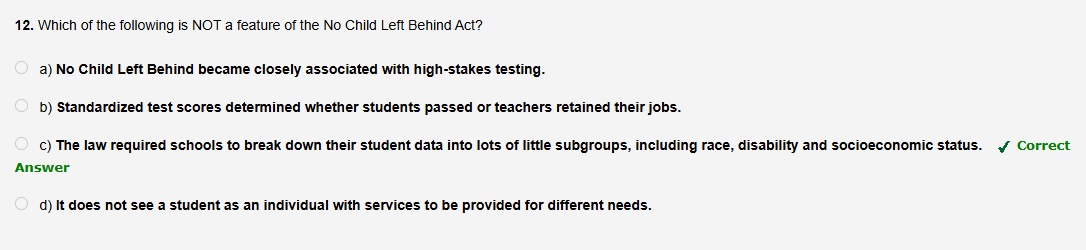 12. Which of the following is NOT a feature of the No Child Left Behind Act?
a) No Child Left Behind became closely associated with high-stakes testing.
b) Standardized test scores determined whether students passed or teachers retained their jobs.
c) The law required schools to break down their student data into lots of little subgroups, including race, disability and socioeconomic status. ✓ Correct
Answer
d) It does not see a student as an individual with services to be provided for different needs.